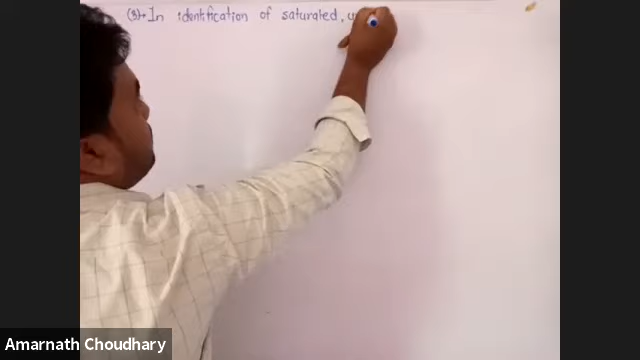 (3)→ In identification of saturated, u
Amarnath Choudhary